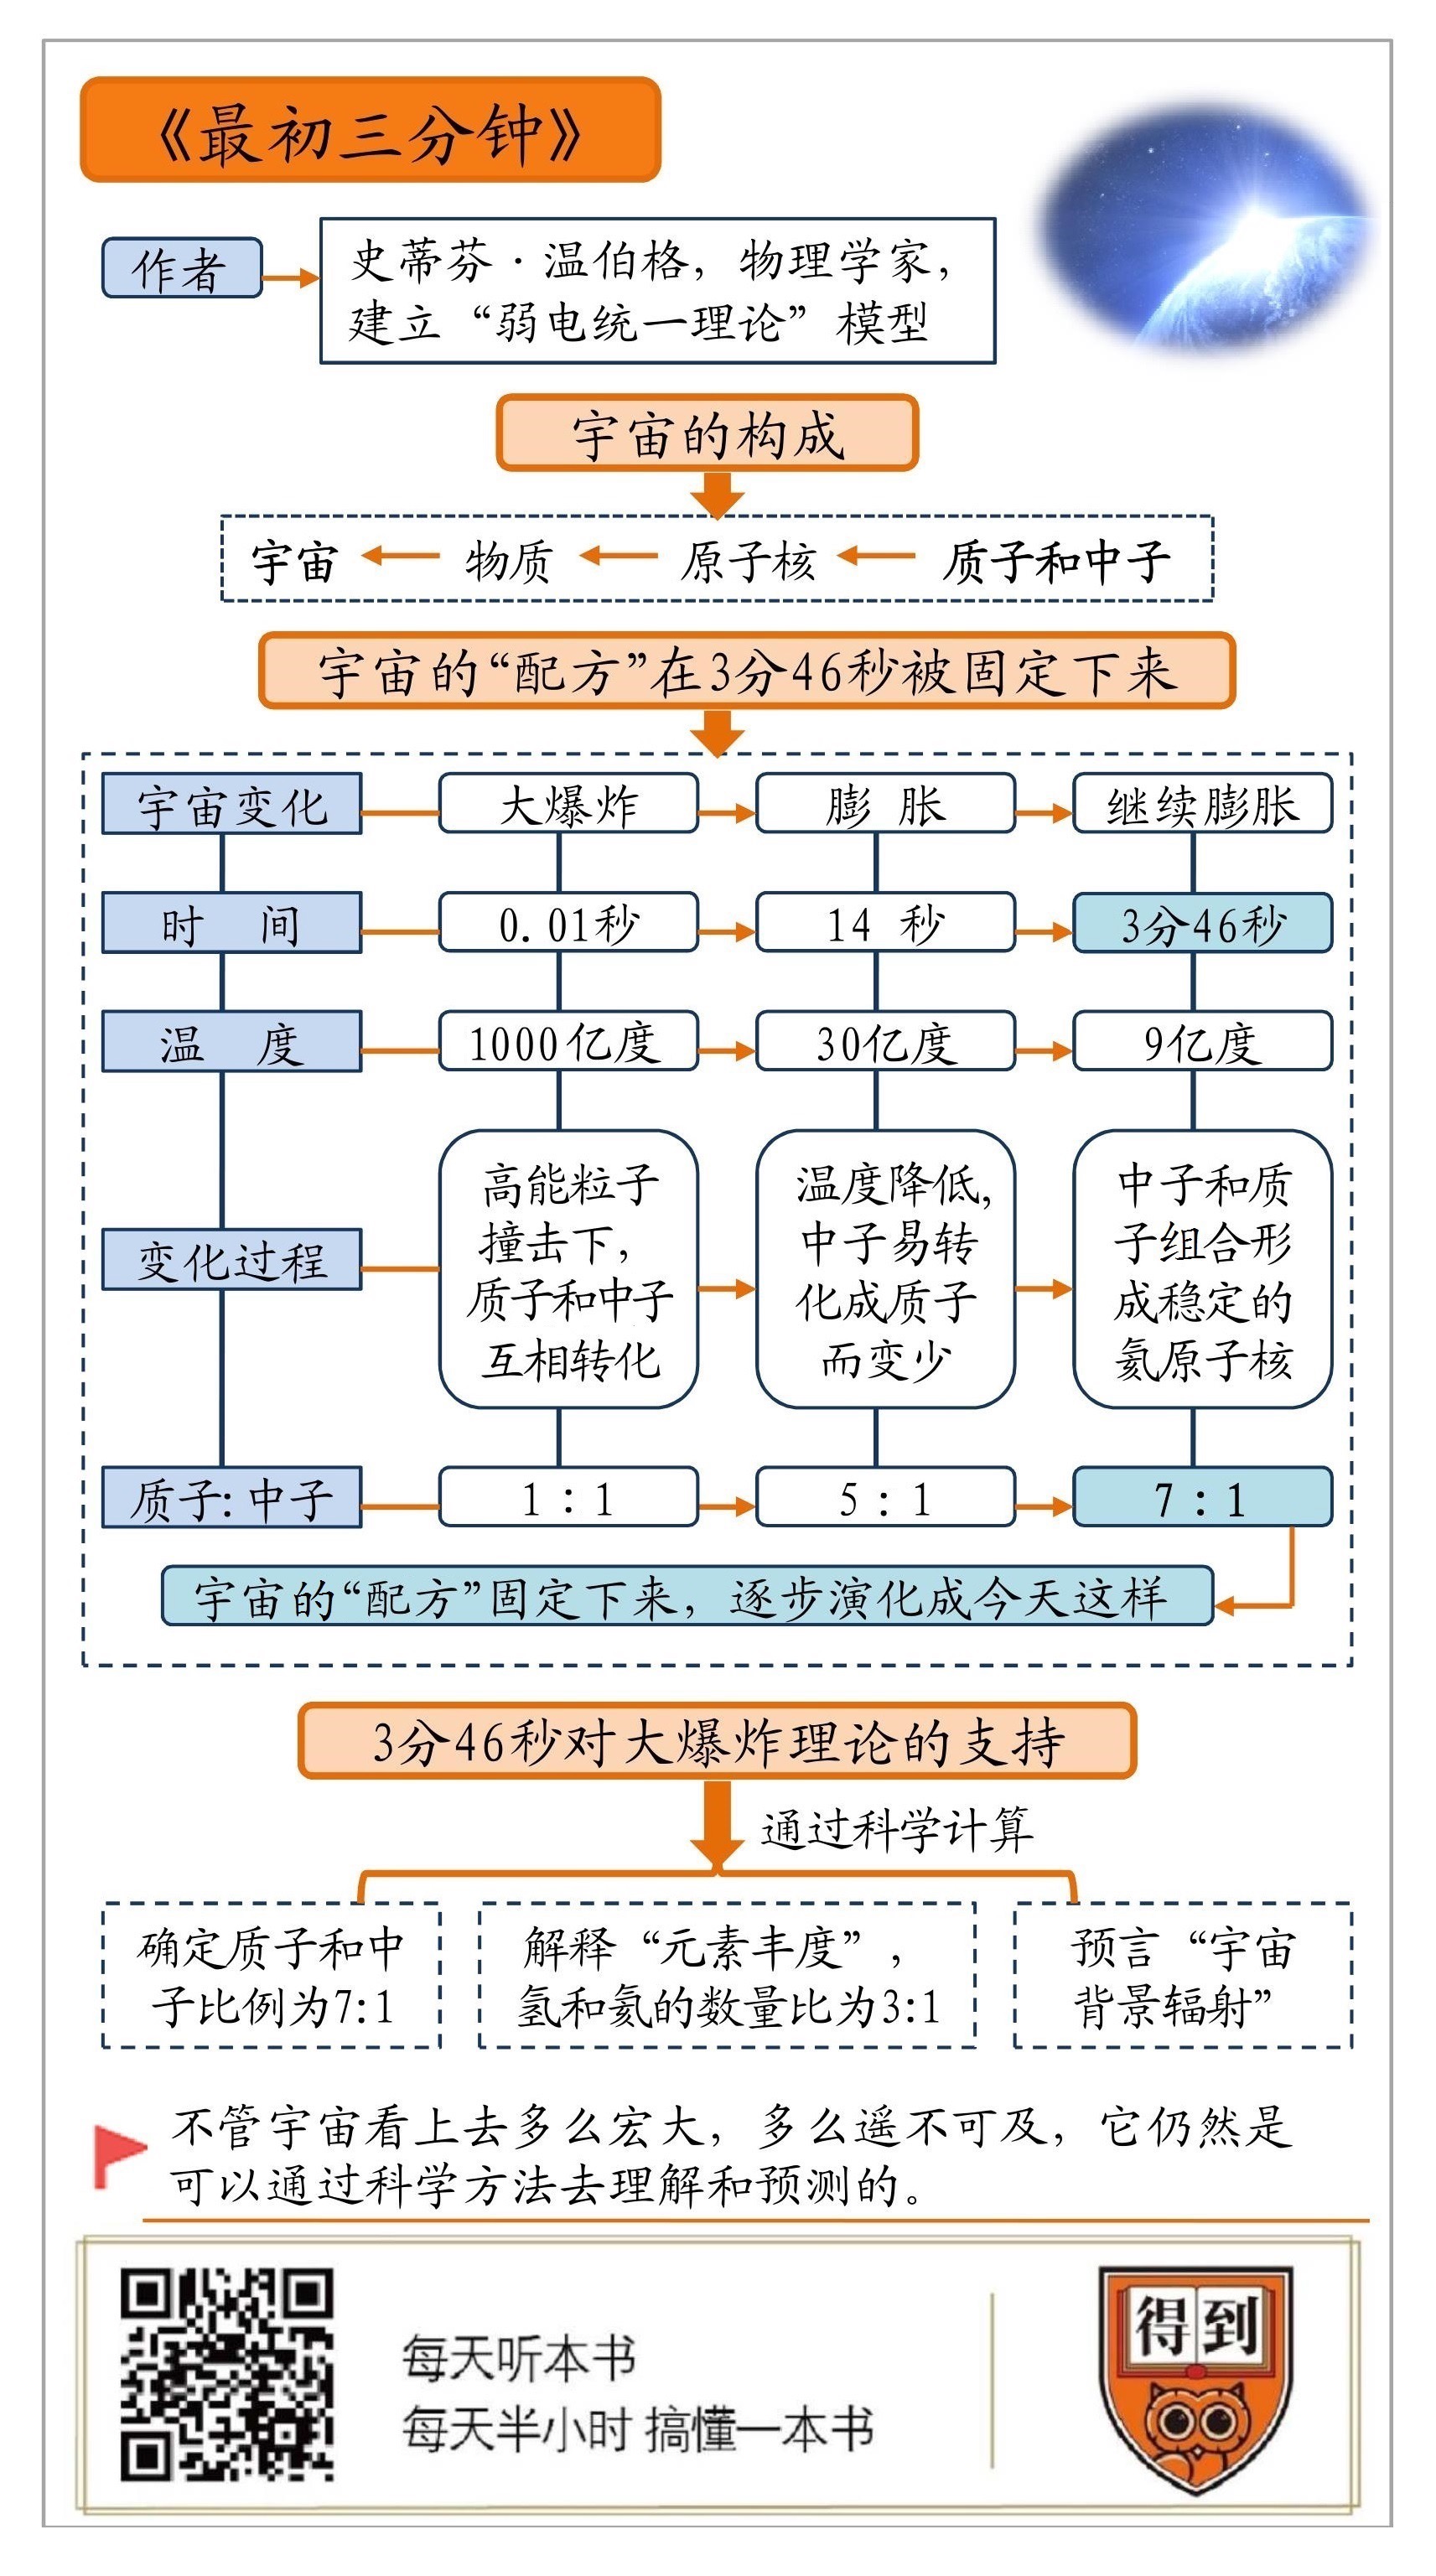 《最初三分钟》
作者
史蒂芬·温伯格，物理学家，
建立“弱电统一理论”模型
宇宙的构成
宇宙 物质 原子核 质子和中子
宇宙的“配方”在3分46秒被固定下来
宇宙变化 大爆炸 膨 胀 继续膨胀
时 间 0.01秒 14 秒 3分46秒
温 度 1000亿度 30亿度 9亿度
变化过程
高能粒子
撞击下，
质子和中子
互相转化
温度降低，
中子易转
化成质子
而变少
中子和质
子组合形
成稳定的
氦原子核
质子：中子 1：1 5：1 7：1
宇宙的“配方”固定下来，逐步演化成今天这样
3分46秒对大爆炸理论的支持
通过科学计算
确定质子和中
子比例为7:1
解释“元素丰度”，
氢和氦的数量比为3:1
预言“宇宙
背景辐射”
不管宇宙看上去多么宏大，多么遥不可及，它仍然是
可以通过科学方法去理解和预测的。
每天听本书
每天半小时 搞懂一本书
得到